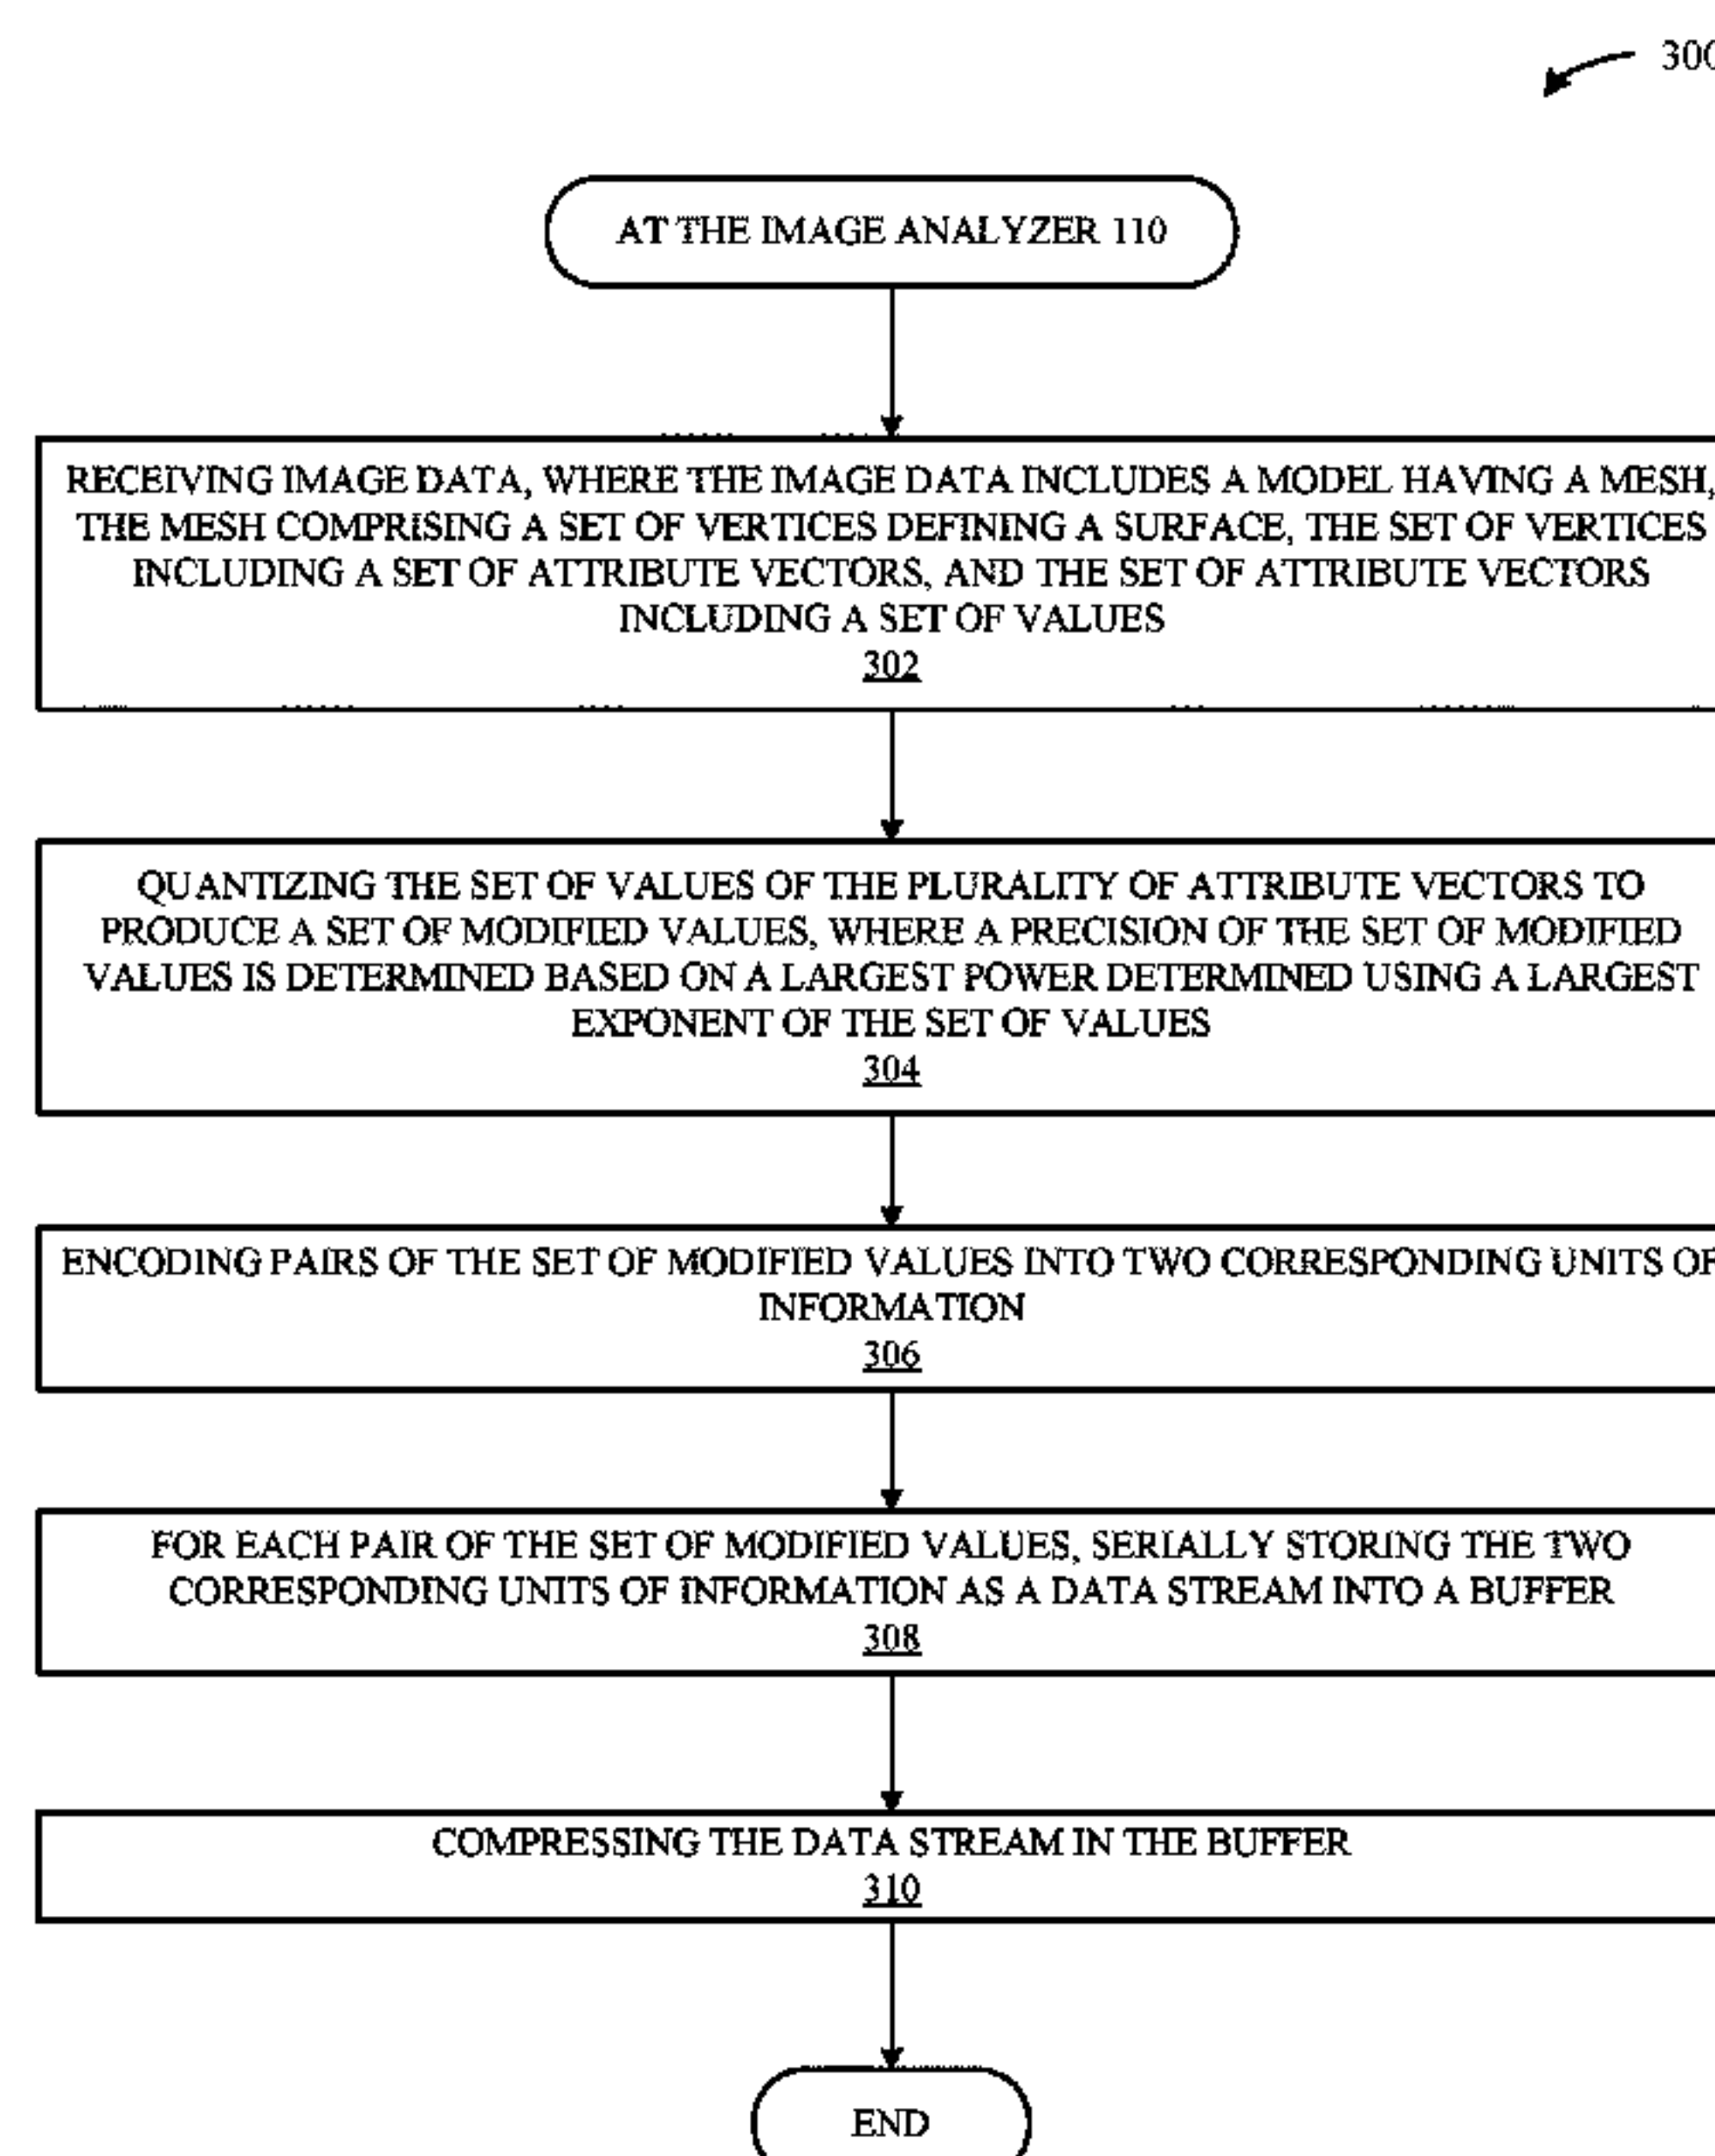 300
AT THE IMAGE ANALYZER 110
RECEIVING IMAGE DATA, WHERE THE IMAGE DATA INCLUDES A MODEL HAVING A MESH,
THE MESH COMPRISING A SET OF VERTICES DEFINING A SURFACE, THE SET OF VERTICES
INCLUDING A SET OF ATTRIBUTE VECTORS, AND THE SET OF ATTRIBUTE VECTORS
INCLUDING A SET OF VALUES
302
QUANTIZING THE SET OF VALUES OF THE PLURALITY OF ATTRIBUTE VECTORS TO
PRODUCE A SET OF MODIFIED VALUES, WHERE A PRECISION OF THE SET OF MODIFIED
VALUES IS DETERMINED BASED ON A LARGEST POWER DETERMINED USING A LARGEST
EXPONENT OF THE SET OF VALUES
304
ENCODING PAIRS OF THE SET OF MODIFIED VALUES INTO TWO CORRESPONDING UNITS OF
INFORMATION
306
FOR EACH PAIR OF THE SET OF MODIFIED VALUES, SERIALLY STORING THE TWO
CORRESPONDING UNITS OF INFORMATION AS A DATA STREAM INTO A BUFFER
308
COMPRESSING THE DATA STREAM IN THE BUFFER
310
END